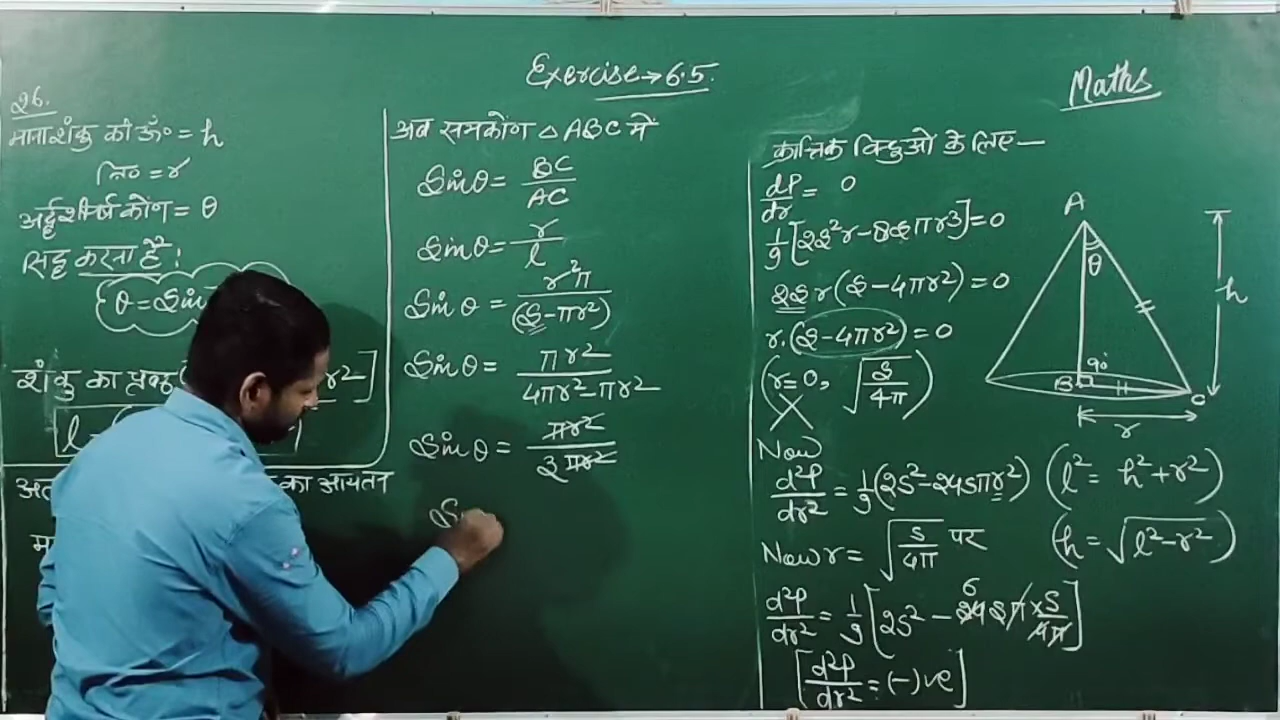 Exercise→6.5.
Maths
26.
माना शंकु की ऊँ० = h
त्रि० = r
अर्द्धशीर्ष कोण = θ
सिद्ध करना है :
θ = Sin
शंकु का पृष्ठ r²]
l =
अत का आयतन
अब समकोण △ABC में
Sinθ = BC/AC
Sinθ = r/l
Sinθ = r²π/(S-πr²)
Sinθ = πr²/4πr²-πr²
Sinθ = πr²/3πr²
क्रान्तिक बिन्दुओं के लिए—
dP/dr = 0
1/9[2S²r-8Sπr3]=0
2Sr(S-4πr²)=0
r.(S-4πr²)=0
(r=0, √S/4π)
Now
d²P/dr² = 1/9(2S²-24Sπr²)
Now r = √S/4π पर
d²P/dr² = 1/9[2S² - 24Sπ×S/4π]
6
[d²P/dr² = (-)ve]
A
θ
h
90
B
C
r
(l² = h²+r²)
(h = √l²-r²)